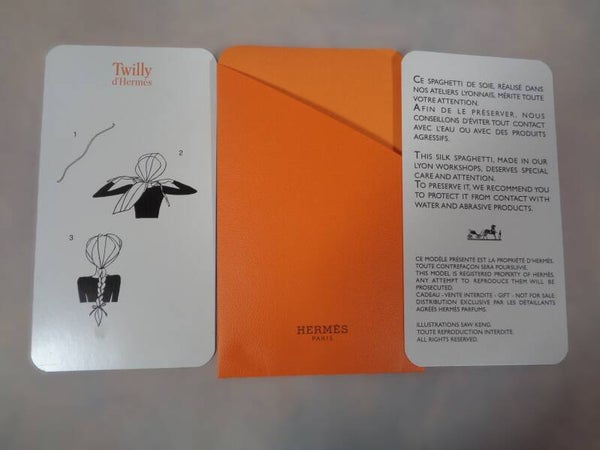 Twilly
d'Hermès
1
2
3
HERMÈS
PARIS
CE SPAGHETTI DE SOIE, RÉALISÉ DANS
NOS ATELIERS LYONNAIS, MÉRITE TOUTE
VOTRE ATTENTION.
AFIN DE LE PRÉSERVER, NOUS
CONSEILLONS D'ÉVITER TOUT CONTACT
AVEC L'EAU OU AVEC DES PRODUITS
AGRESSIFS.
THIS SILK SPAGHETTI, MADE IN OUR
LYON WORKSHOPS, DESERVES SPECIAL
CARE AND ATTENTION.
TO PRESERVE IT, WE RECOMMEND YOU
TO PROTECT IT FROM CONTACT WITH
WATER AND ABRASIVE PRODUCTS.
CE MODÈLE PRÉSENTÉ EST LA PROPRIÉTÉ D'HERMÈS.
TOUTE CONTREFAÇON SERA POURSUIVIE.
THIS MODEL IS REGISTERED PROPERTY OF HERMÈS.
ANY ATTEMPT TO REPRODUCE THEM WILL BE
PROSECUTED.
CADEAU - VENTE INTERDITE - GIFT - NOT FOR SALE
DISTRIBUTION EXCLUSIVE PAR LES DÉTAILLANTS
AGRÉÉS HERMÈS PARFUMS.
ILLUSTRATIONS SAW KENG.
TOUTE REPRODUCTION INTERDITE.
ALL RIGHTS RESERVED.